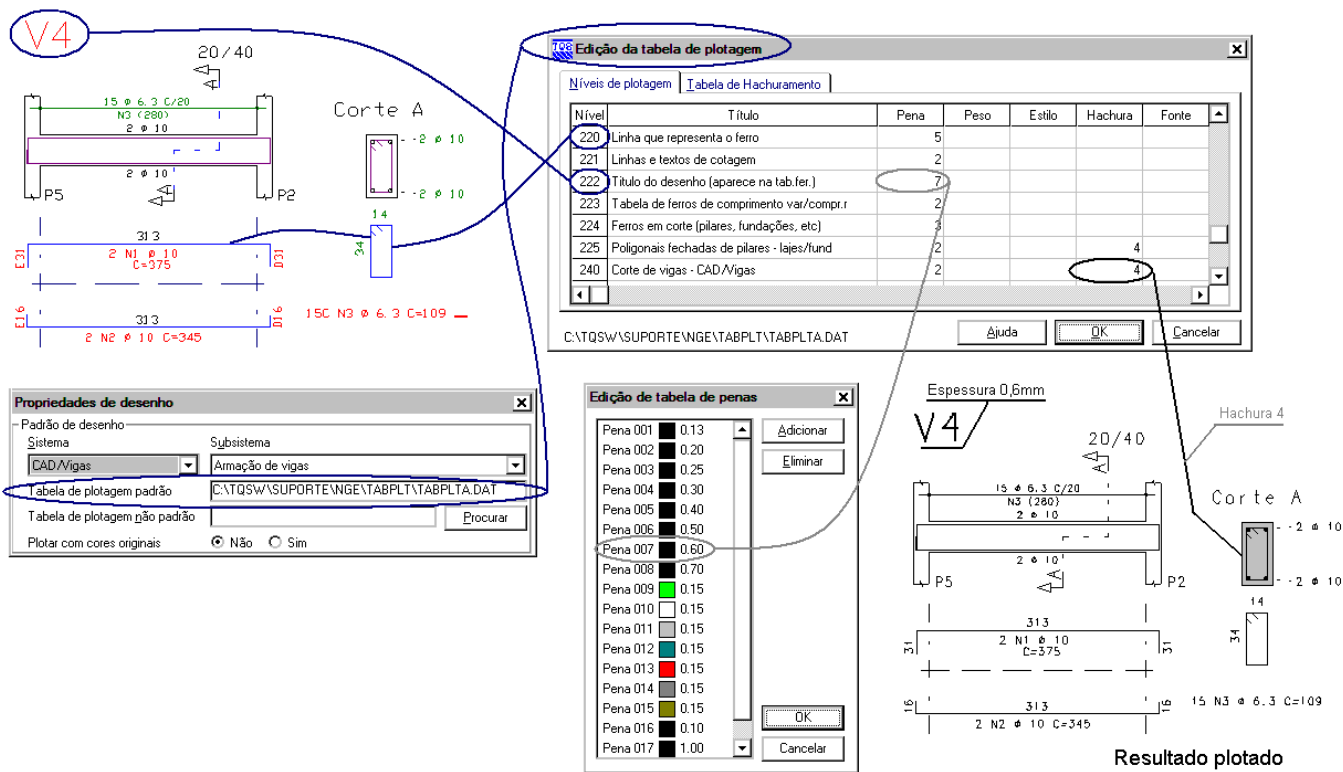 V4
20/40
A
15 ø 6.3 C/20
N3 (280)
2 ø 10
2 ø 10
A
P5
P2
Corte A
2 ø 10
2 ø 10
14
34
313
2 N1 ø 10
C=375
E31
D31
313
2 N2 ø 10 C=345
E16
D16
15C N3 ø 6.3 C=109
TQS Edição da tabela de plotagem
Níveis de plotagem Tabela de Hachuramento
Nível Título Pena Peso Estilo Hachura Fonte
220 Linha que representa o ferro 5
221 Linhas e textos de cotagem 2
222 Título do desenho (aparece na tab.fer.) 7
223 Tabela de ferros de comprimento var/compr.r 2
224 Ferros em corte (pilares, fundações, etc) 3
225 Poligonais fechadas de pilares - lajes/fund 2 4
240 Corte de vigas - CAD/Vigas 2 4
C:\TQSW\SUPORTE\NGE\TABPLT\TABPLTA.DAT
Ajuda OK Cancelar
Propriedades de desenho
Padrão de desenho
Sistema Subsistema
CAD/Vigas Armação de vigas
Tabela de plotagem padrão C:\TQSW\SUPORTE\NGE\TABPLT\TABPLTA.DAT
Tabela de plotagem não padrão Procurar
Plotar com cores originais Não Sim
Edição de tabela de penas
Pena 001 0.13
Pena 002 0.20
Pena 003 0.25
Pena 004 0.30
Pena 005 0.40
Pena 006 0.50
Pena 007 0.60
Pena 008 0.70
Pena 009 0.15
Pena 010 0.15
Pena 011 0.15
Pena 012 0.15
Pena 013 0.15
Pena 014 0.15
Pena 015 0.15
Pena 016 0.10
Pena 017 1.00
Adicionar
Eliminar
OK
Cancelar
Espessura 0,6mm
V4
Hachura 4
20/40
A
15 ø 6.3 C/20
N3 (280)
2 ø 10
2 ø 10
A
P5
P2
Corte A
2 ø 10
2 ø 10
14
34
313
2 N1 ø 10
C=375
31
31
313
2 N2 ø 10 C=345
16
16
15 N3 ø 6.3 C=109
Resultado plotado